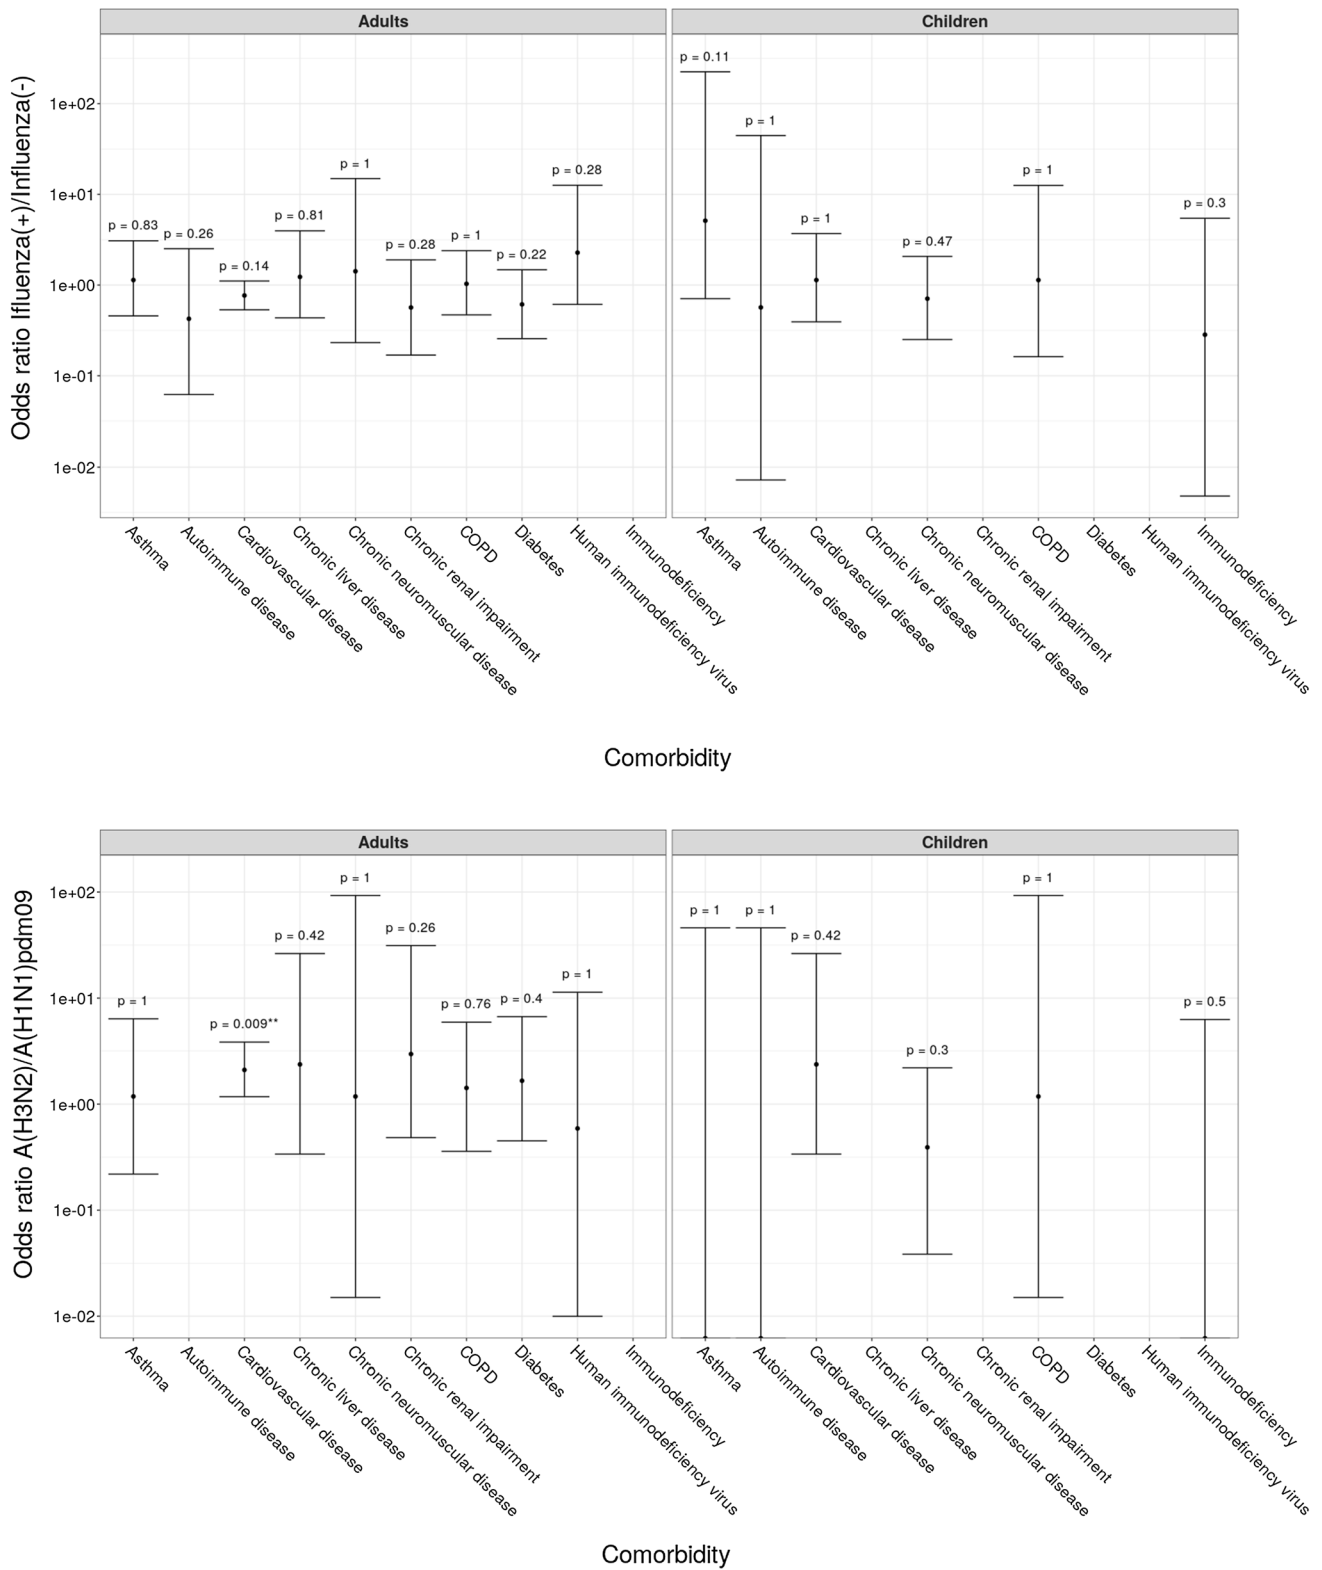 Adults
Children
Odds ratio Ifluenza(+)/Influenza(-)
1e+02
1e+01
1e+00
1e-01
1e-02
p = 0.83
p = 0.26
p = 0.14
p = 0.81
p = 1
p = 0.28
p = 1
p = 0.22
p = 0.28
p = 0.11
p = 1
p = 1
p = 0.47
p = 1
p = 0.3
Asthma
Autoimmune disease
Cardiovascular disease
Chronic liver disease
Chronic neuromuscular disease
Chronic renal impairment
COPD
Diabetes
Human immunodeficiency virus
Immunodeficiency
Asthma
Autoimmune disease
Cardiovascular disease
Chronic liver disease
Chronic neuromuscular disease
Chronic renal impairment
COPD
Diabetes
Human immunodeficiency virus
Immunodeficiency
Comorbidity
Adults
Children
Odds ratio A(H3N2)/A(H1N1)pdm09
1e+02
1e+01
1e+00
1e-01
1e-02
p = 1
p = 0.009**
p = 0.42
p = 1
p = 0.26
p = 0.76
p = 0.4
p = 1
p = 1
p = 1
p = 0.42
p = 0.3
p = 1
p = 0.5
Asthma
Autoimmune disease
Cardiovascular disease
Chronic liver disease
Chronic neuromuscular disease
Chronic renal impairment
COPD
Diabetes
Human immunodeficiency virus
Immunodeficiency
Asthma
Autoimmune disease
Cardiovascular disease
Chronic liver disease
Chronic neuromuscular disease
Chronic renal impairment
COPD
Diabetes
Human immunodeficiency virus
Immunodeficiency
Comorbidity